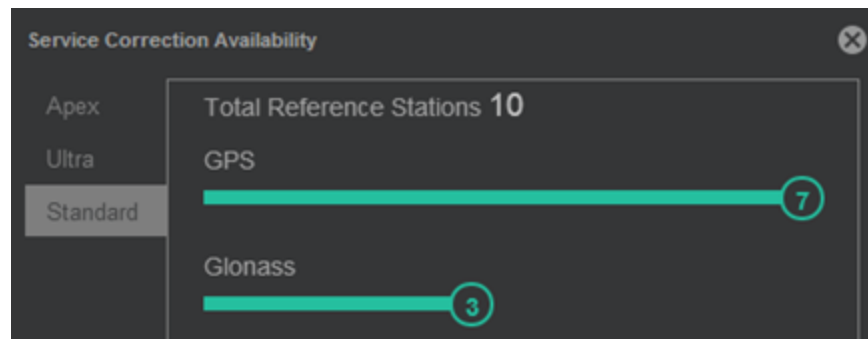 Service Correction Availability
Apex
Ultra
Standard
Total Reference Stations 10
GPS
7
Glonass
3